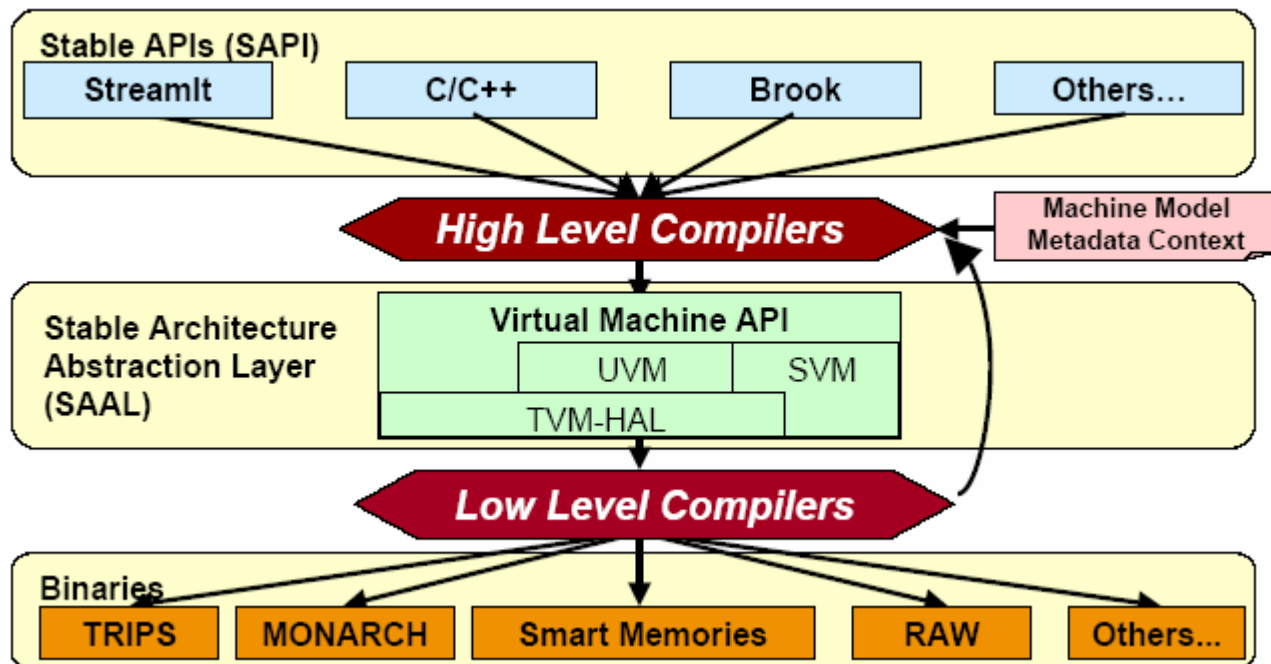 Stable APIs (SAPI)
StreamIt
C/C++
Brook
Others...
High Level Compilers
Machine Model
Metadata Context
Stable Architecture
Abstraction Layer
(SAAL)
Virtual Machine API
UVM
SVM
TVM-HAL
Low Level Compilers
Binaries
TRIPS
MONARCH
Smart Memories
RAW
Others...